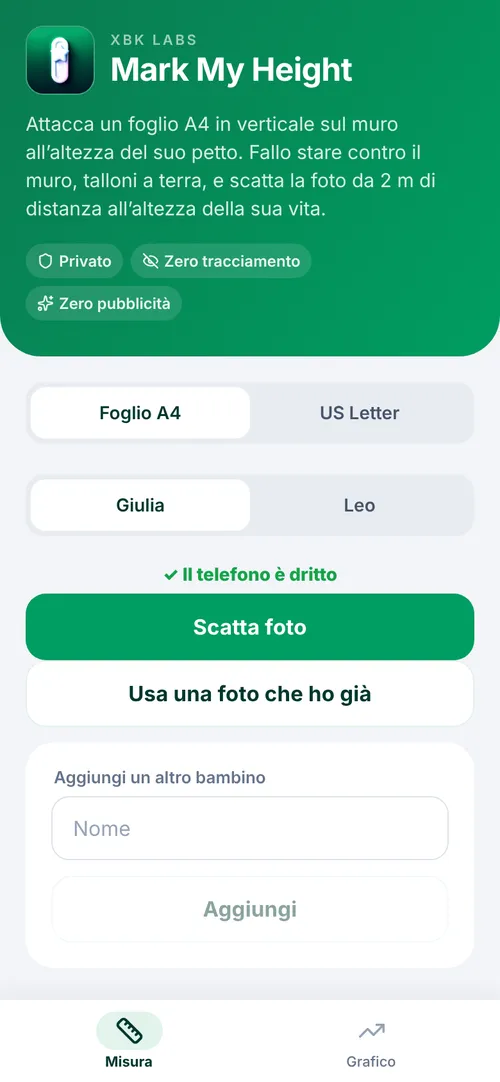 XBK LABS
Mark My Height
Attacca un foglio A4 in verticale sul muro
all’altezza del suo petto. Fallo stare contro il
muro, talloni a terra, e scatta la foto da 2 m di
distanza all’altezza della sua vita.
Privato
Zero tracciamento
Zero pubblicità
Foglio A4
US Letter
Giulia
Leo
✓ Il telefono è dritto
Scatta foto
Usa una foto che ho già
Aggiungi un altro bambino
Nome
Aggiungi
Misura
Grafico